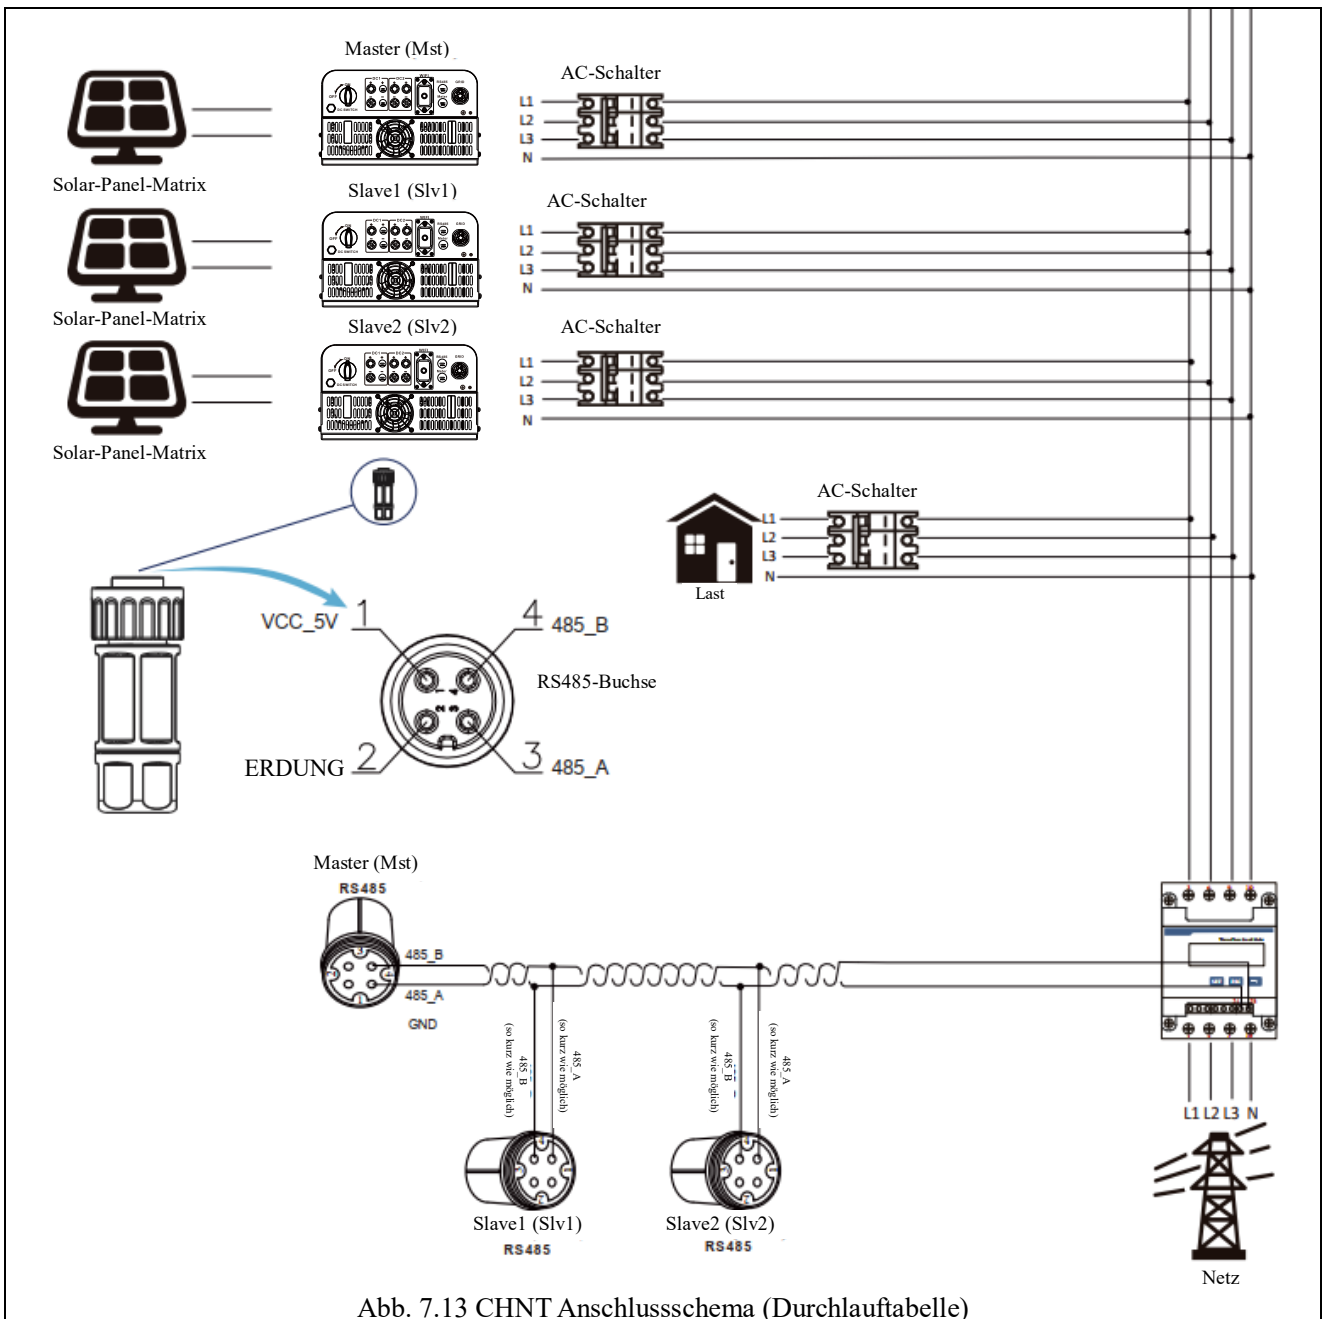 Master (Mst)
AC-Schalter
L1
L2
L3
N
Solar-Panel-Matrix
Slave1 (Slv1)
AC-Schalter
L1
L2
L3
N
Solar-Panel-Matrix
Slave2 (Slv2)
AC-Schalter
L1
L2
L3
N
Solar-Panel-Matrix
AC-Schalter
L1
L2
L3
N
Last
VCC_5V 1
4 485_B
RS485-Buchse
ERDUNG 2
3 485_A
Master (Mst)
RS485
485_B
485_A
GND
485_B
(so kurz wie möglich)
485_A
(so kurz wie möglich)
485_B
(so kurz wie möglich)
485_A
(so kurz wie möglich)
L1 L2 L3 N
Slave1 (Slv1)
RS485
Slave2 (Slv2)
RS485
Netz
Abb. 7.13 CHNT Anschlussschema (Durchlauftabelle)